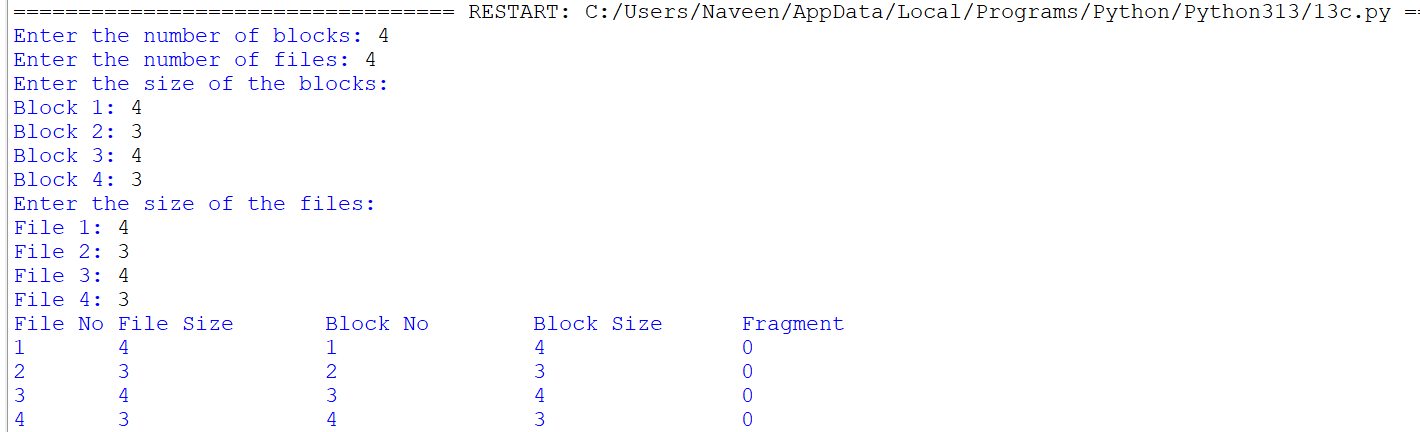 ================================== RESTART: C:/Users/Naveen/AppData/Local/Programs/Python/Python313/13c.py ==
Enter the number of blocks: 4
Enter the number of files: 4
Enter the size of the blocks:
Block 1: 4
Block 2: 3
Block 3: 4
Block 4: 3
Enter the size of the files:
File 1: 4
File 2: 3
File 3: 4
File 4: 3
File No File Size       Block No        Block Size      Fragment
1       4               1               4               0
2       3               2               3               0
3       4               3               4               0
4       3               4               3               0